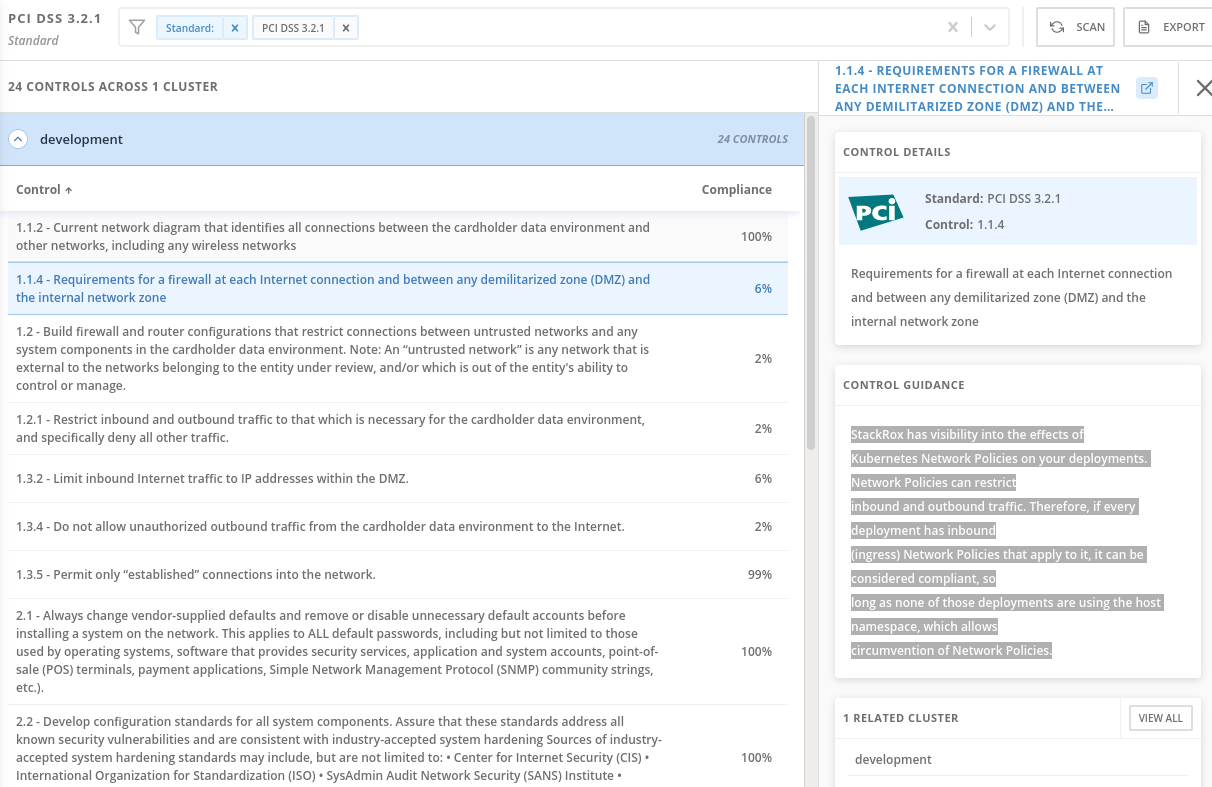 PCI DSS 3.2.1
Standard
Standard: ×
PCI DSS 3.2.1 ×
SCAN
EXPORT
24 CONTROLS ACROSS 1 CLUSTER
development
24 CONTROLS
Control
Compliance
1.1.2 - Current network diagram that identifies all connections between the cardholder data environment and
other networks, including any wireless networks
100%
1.1.4 - Requirements for a firewall at each Internet connection and between any demilitarized zone (DMZ) and
the internal network zone
6%
1.2 - Build firewall and router configurations that restrict connections between untrusted networks and any
system components in the cardholder data environment. Note: An “untrusted network” is any network that is
external to the networks belonging to the entity under review, and/or which is out of the entity's ability to
control or manage.
2%
1.2.1 - Restrict inbound and outbound traffic to that which is necessary for the cardholder data environment,
and specifically deny all other traffic.
2%
1.3.2 - Limit inbound Internet traffic to IP addresses within the DMZ.
6%
1.3.4 - Do not allow unauthorized outbound traffic from the cardholder data environment to the Internet.
2%
1.3.5 - Permit only “established” connections into the network.
99%
2.1 - Always change vendor-supplied defaults and remove or disable unnecessary default accounts before
installing a system on the network. This applies to ALL default passwords, including but not limited to those
used by operating systems, software that provides security services, application and system accounts, point-of-
sale (POS) terminals, payment applications, Simple Network Management Protocol (SNMP) community strings,
etc.).
100%
2.2 - Develop configuration standards for all system components. Assure that these standards address all
known security vulnerabilities and are consistent with industry-accepted system hardening Sources of industry-
accepted system hardening standards may include, but are not limited to: • Center for Internet Security (CIS) •
International Organization for Standardization (ISO) • SysAdmin Audit Network Security (SANS) Institute •
100%
1.1.4 - REQUIREMENTS FOR A FIREWALL AT
EACH INTERNET CONNECTION AND BETWEEN
ANY DEMILITARIZED ZONE (DMZ) AND THE...
CONTROL DETAILS
PCI
Standard: PCI DSS 3.2.1
Control: 1.1.4
Requirements for a firewall at each Internet connection
and between any demilitarized zone (DMZ) and the
internal network zone
CONTROL GUIDANCE
StackRox has visibility into the effects of
Kubernetes Network Policies on your deployments.
Network Policies can restrict
inbound and outbound traffic. Therefore, if every
deployment has inbound
(ingress) Network Policies that apply to it, it can be
considered compliant, so
long as none of those deployments are using the host
namespace, which allows
circumvention of Network Policies.
1 RELATED CLUSTER
VIEW ALL
development